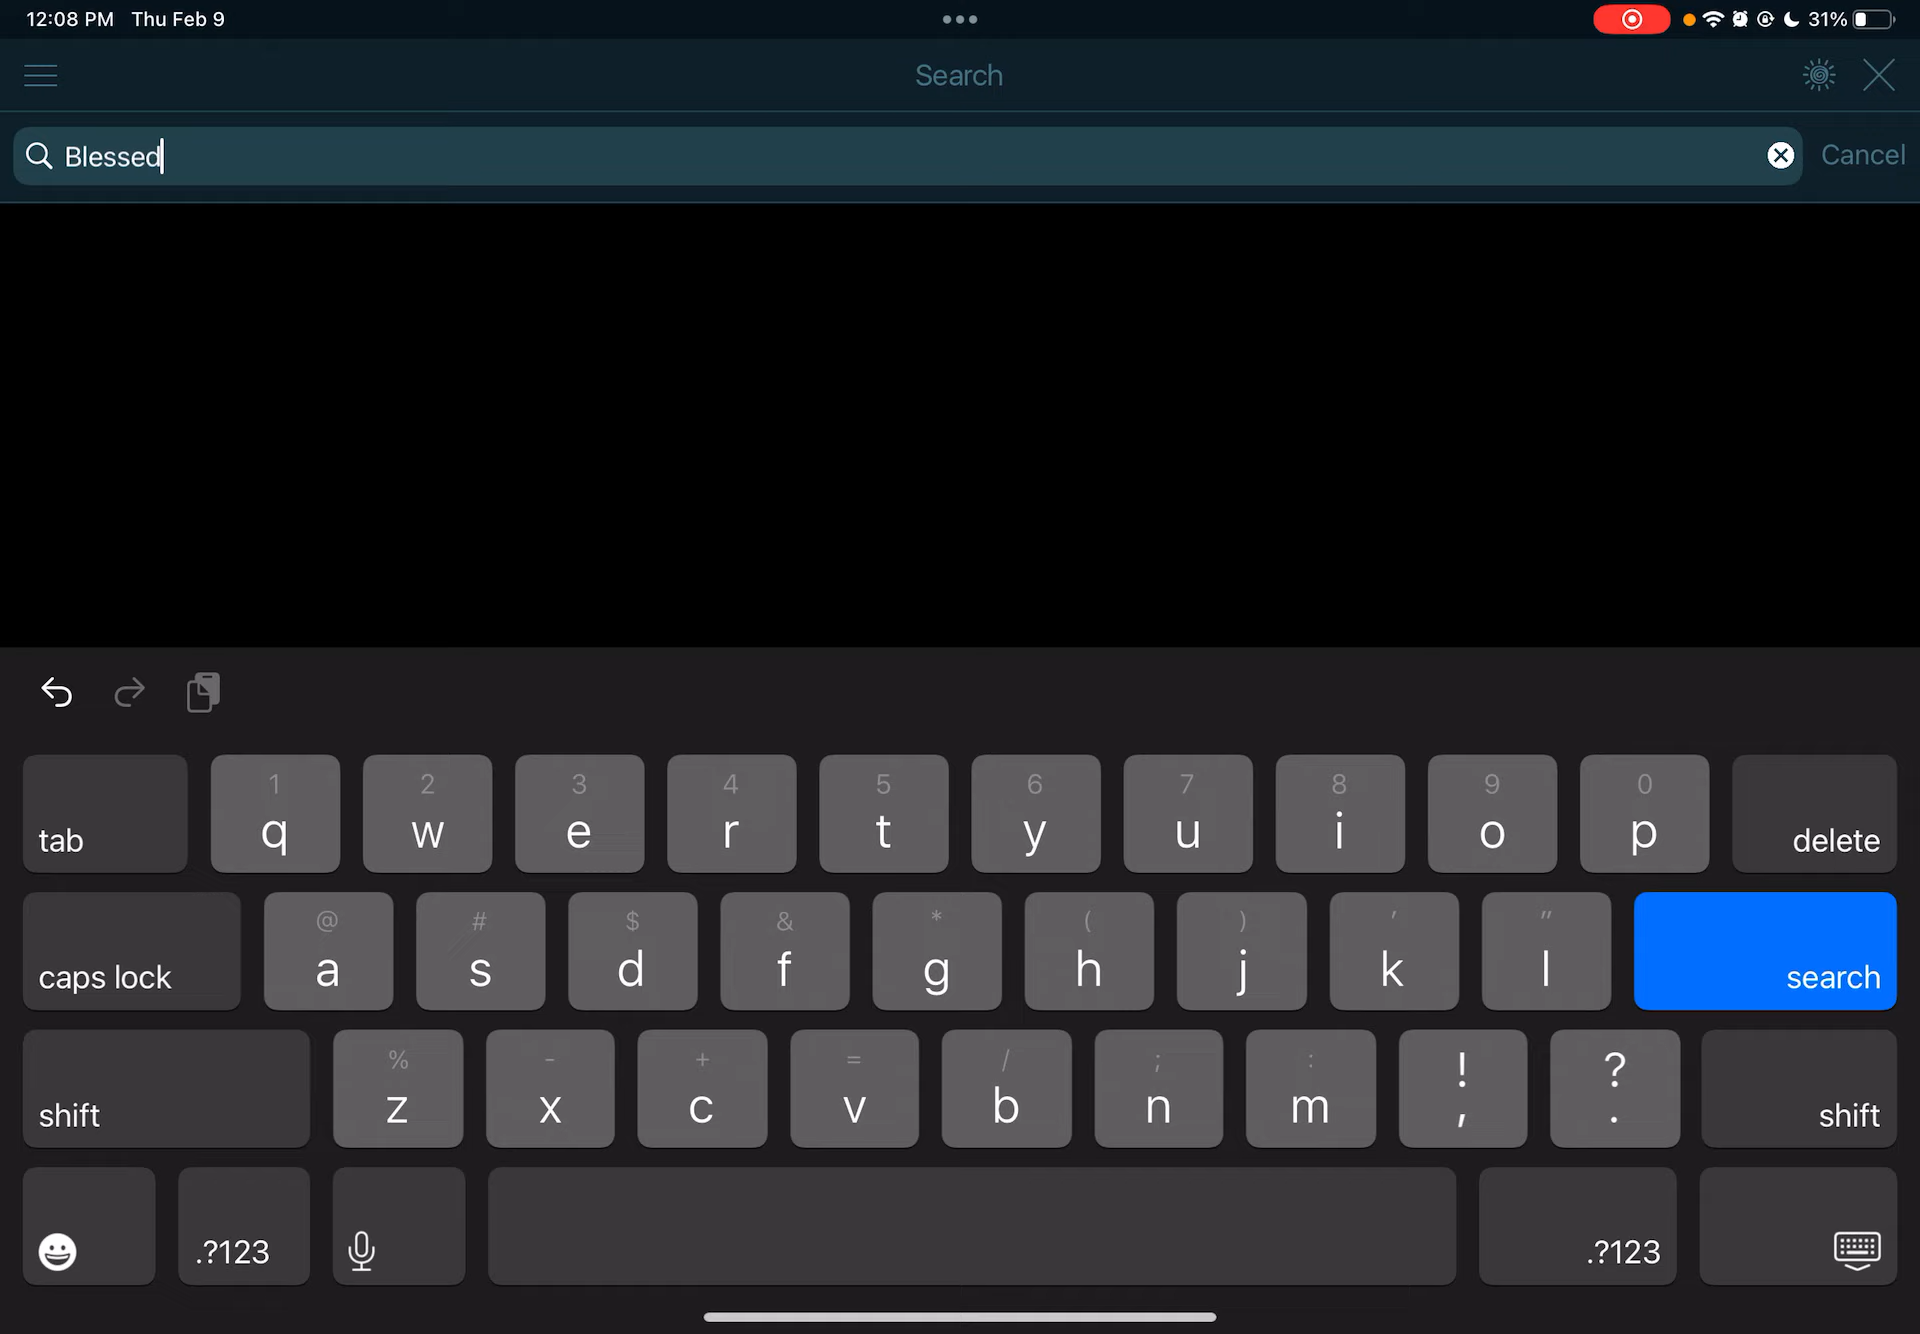 12:08 PM Thu Feb 9
31%
Search
Blessed
Cancel
1 2 3 4 5 6 7 8 9 0
tab q w e r t y u i o p delete
@ # $ & * ( ) ' "
caps lock a s d f g h j k l search
% - + = / ; : ! ?
shift z x c v b n m , . shift
.?123 .?123